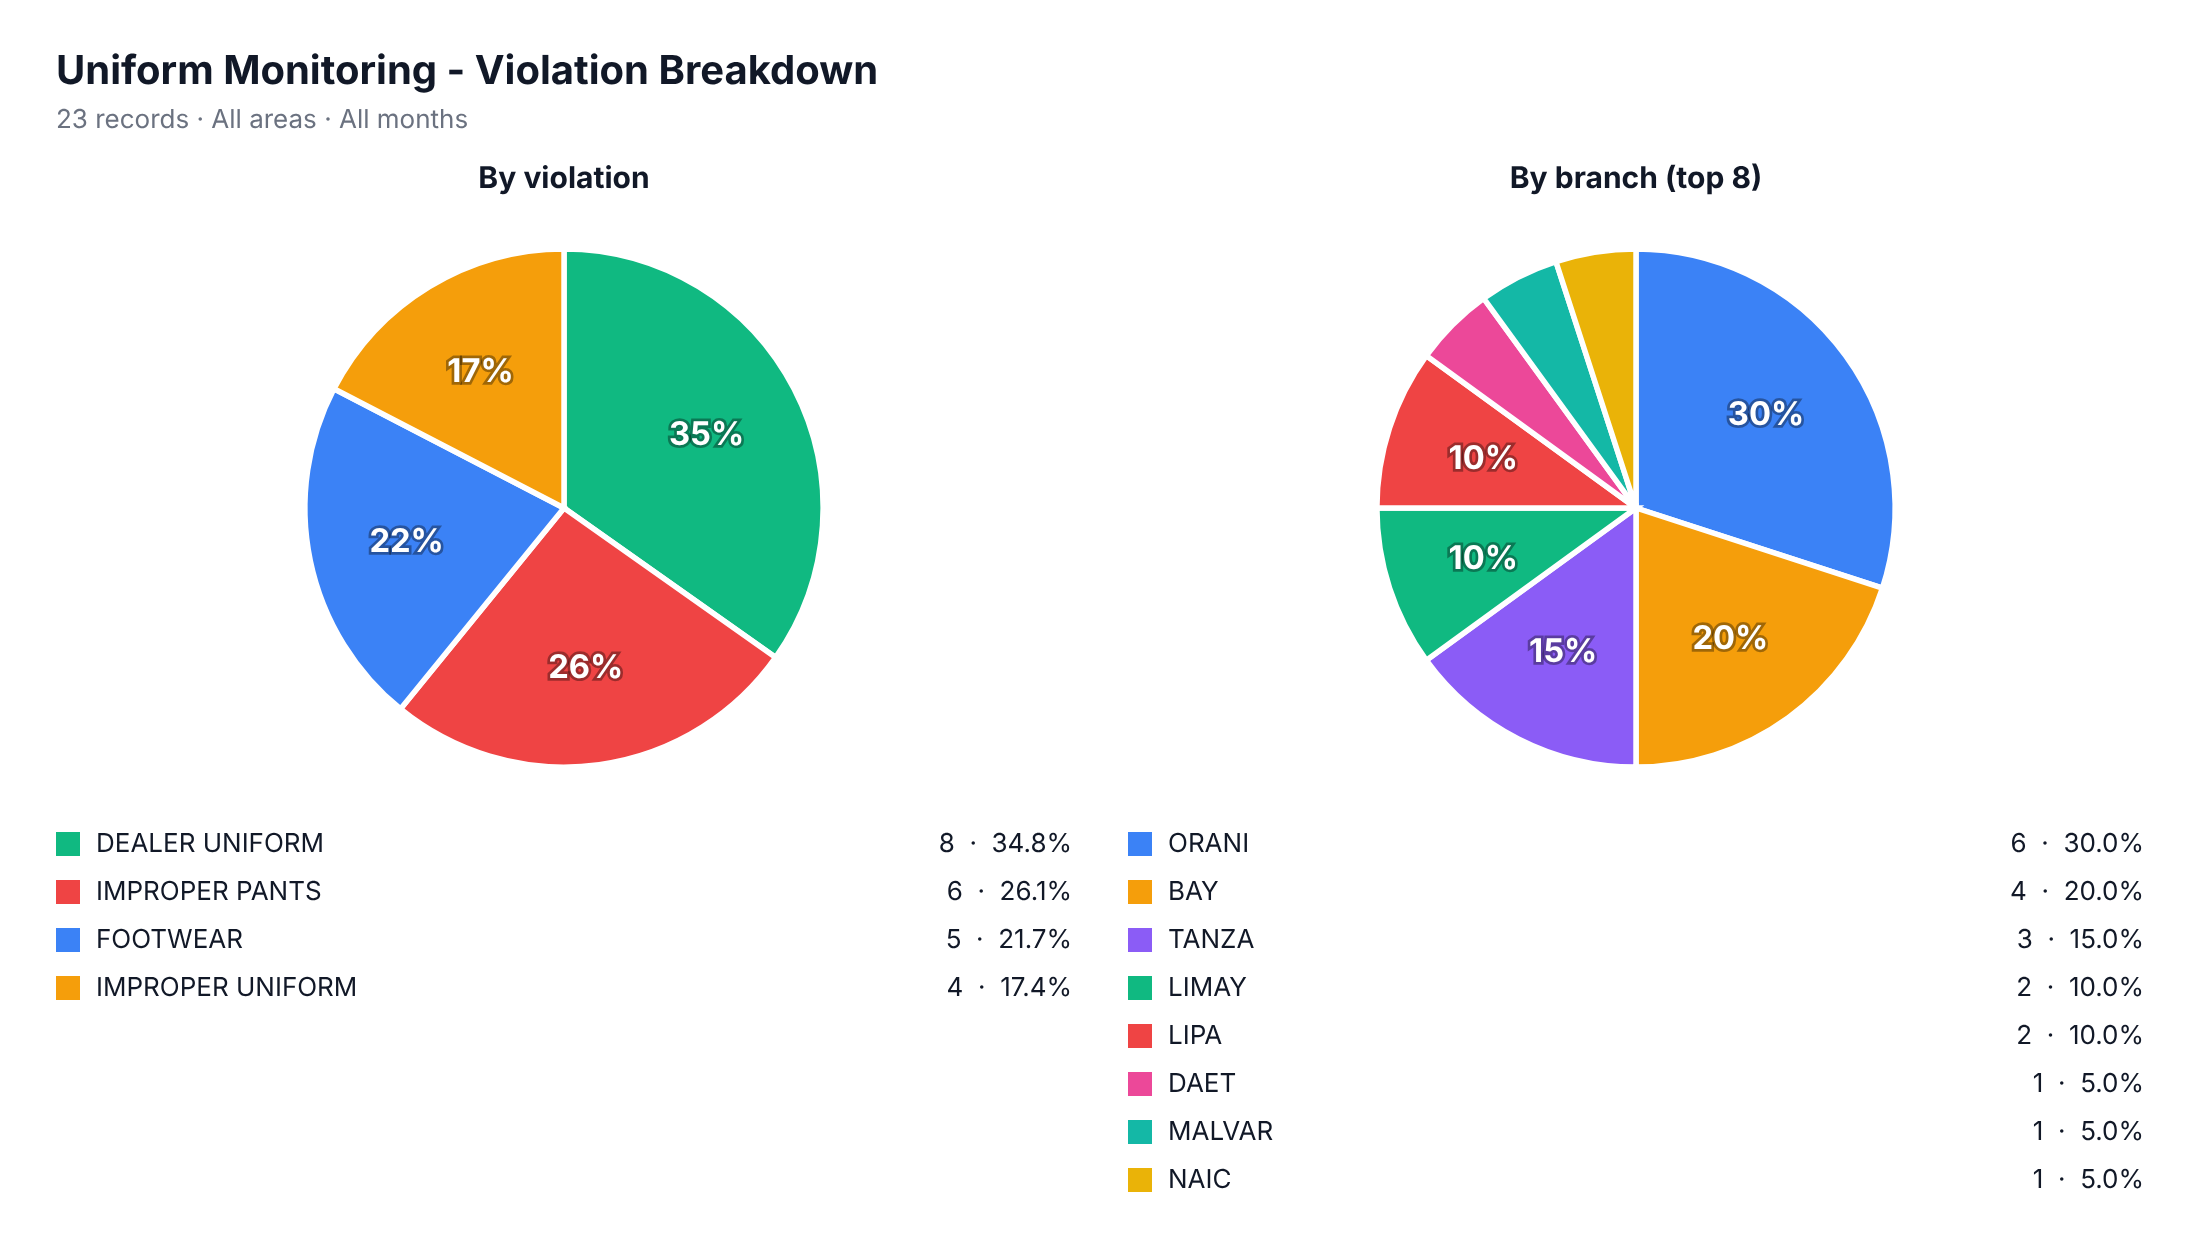 Uniform Monitoring - Violation Breakdown
23 records · All areas · All months
By violation
17%
35%
22%
26%
DEALER UNIFORM 8 · 34.8%
IMPROPER PANTS 6 · 26.1%
FOOTWEAR 5 · 21.7%
IMPROPER UNIFORM 4 · 17.4%
By branch (top 8)
30%
10%
10%
20%
15%
ORANI 6 · 30.0%
BAY 4 · 20.0%
TANZA 3 · 15.0%
LIMAY 2 · 10.0%
LIPA 2 · 10.0%
DAET 1 · 5.0%
MALVAR 1 · 5.0%
NAIC 1 · 5.0%